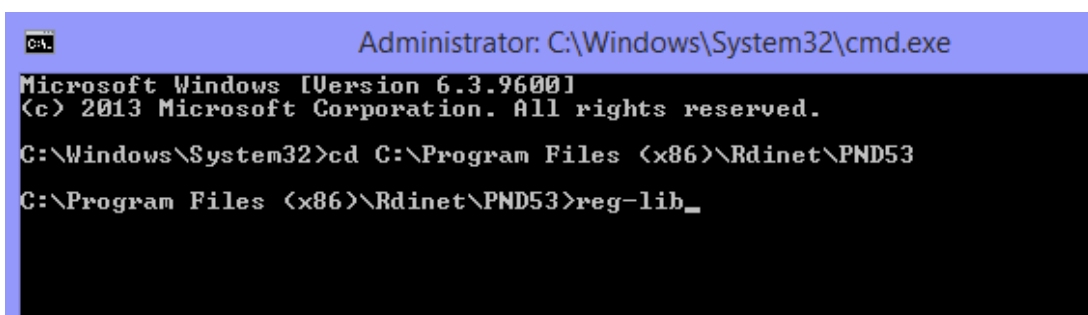 Administrator: C:\Windows\System32\cmd.exe
Microsoft Windows [Version 6.3.9600]
(c) 2013 Microsoft Corporation. All rights reserved.
C:\Windows\System32>cd C:\Program Files (x86)\Rdinet\PND53
C:\Program Files (x86)\Rdinet\PND53>reg-lib_